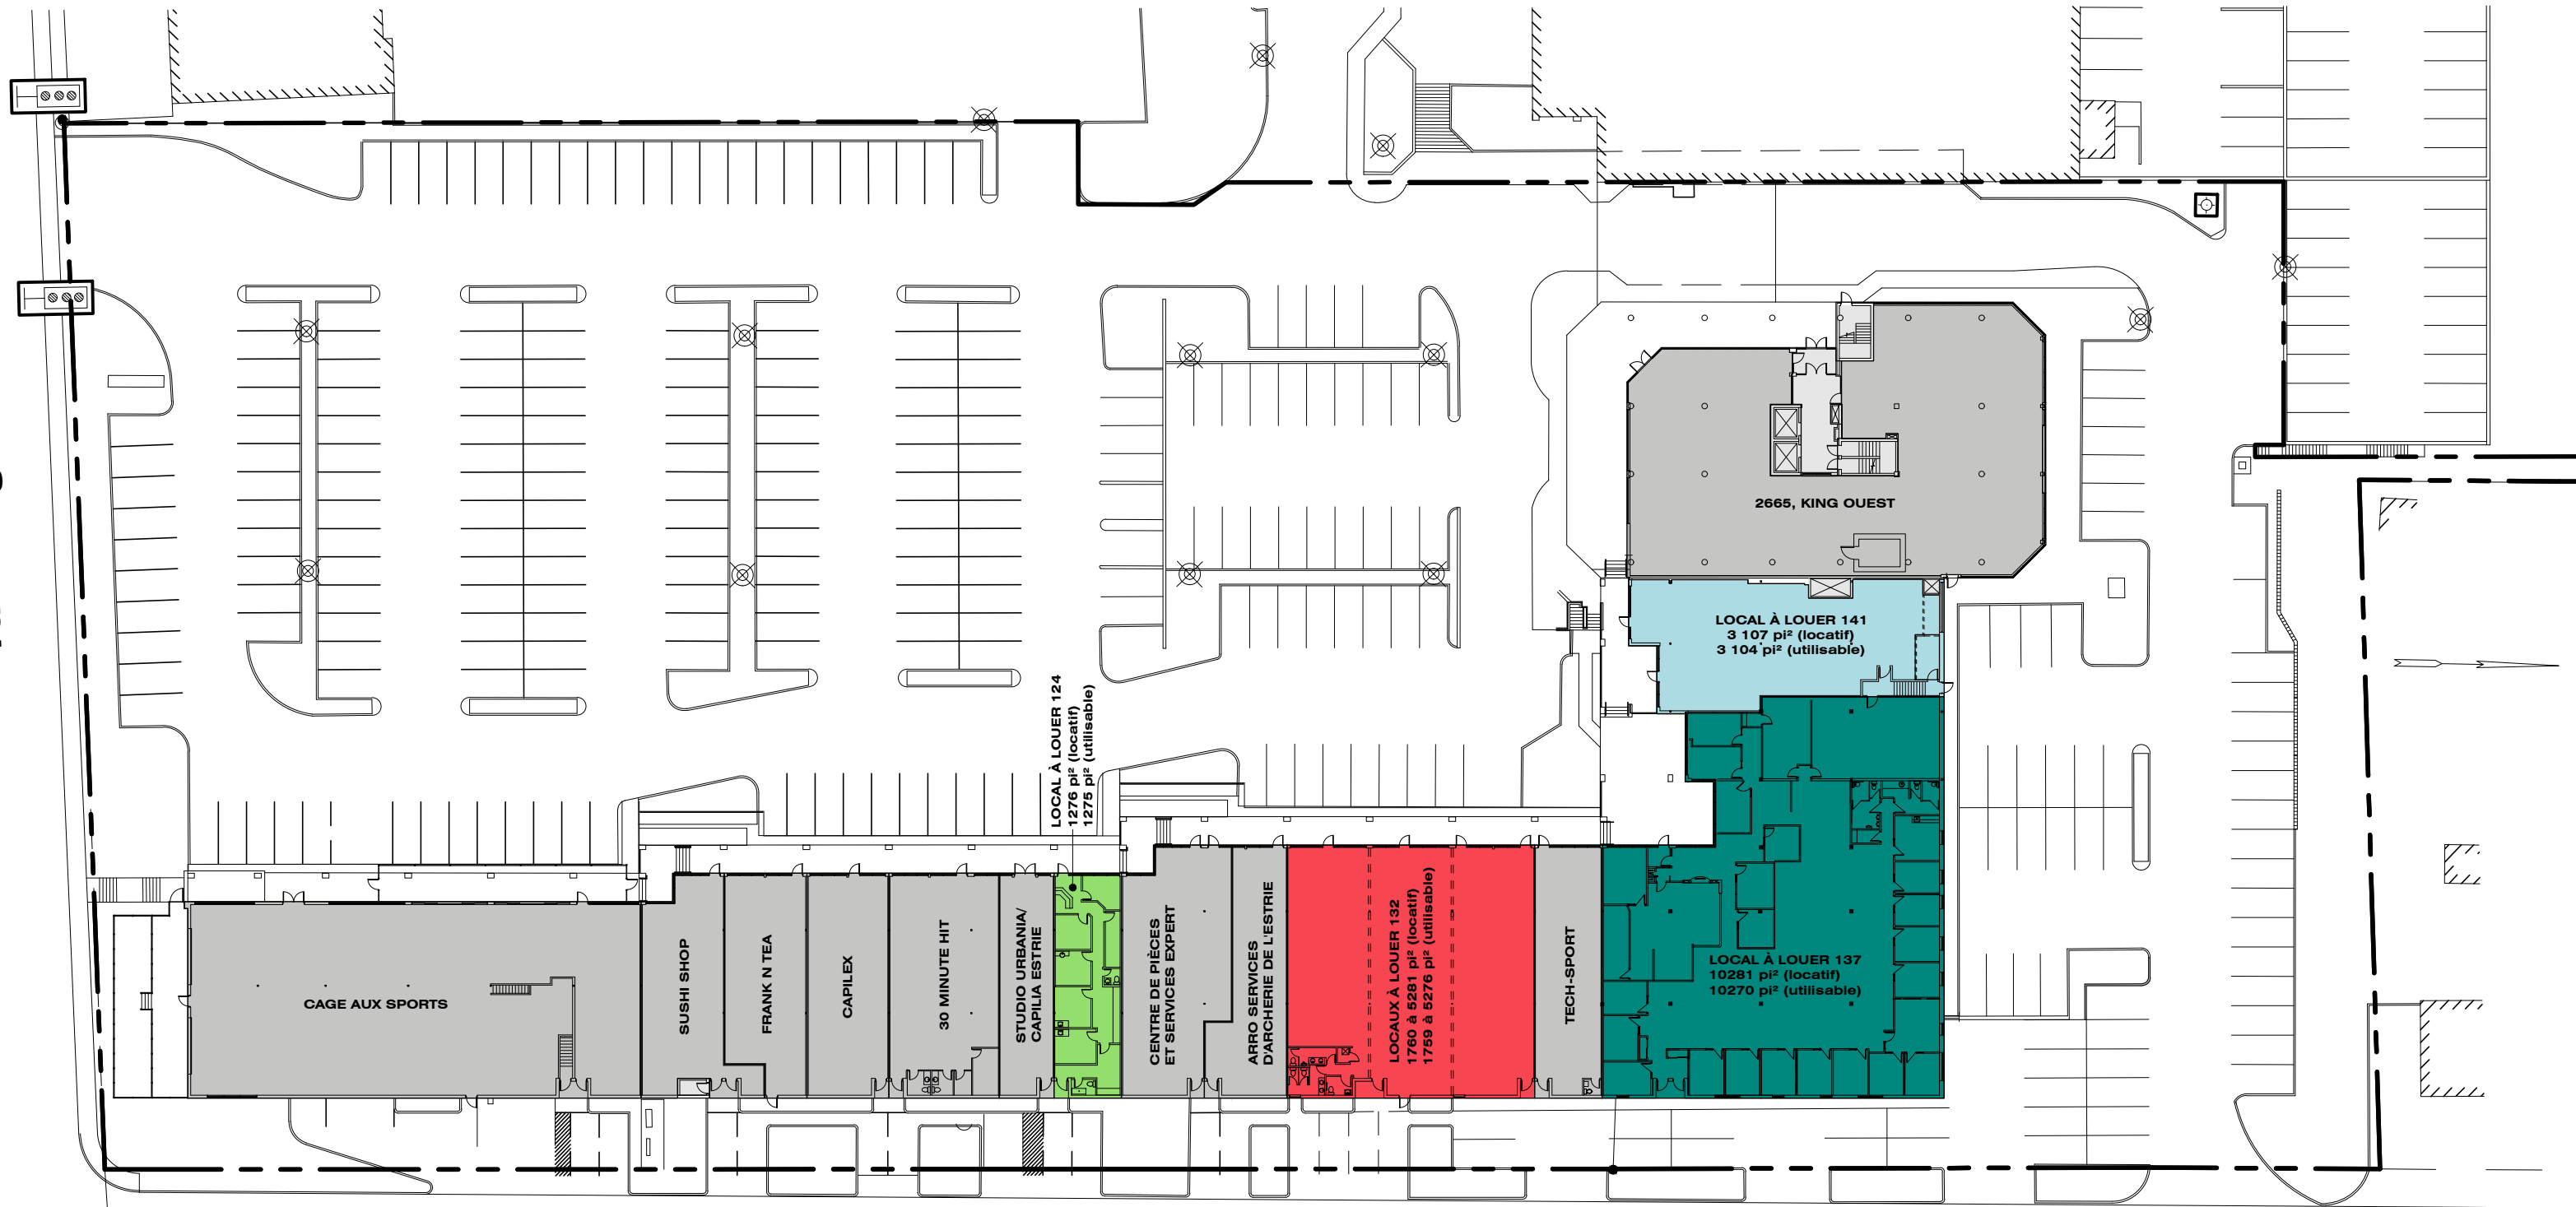 2665, KING OUEST
LOCAL À LOUER 141
3 107 pi² (locatif)
3 104 pi² (utilisable)
LOCAL À LOUER 124
1276 pi² (locatif)
1275 pi² (utilisable)
CAGE AUX SPORTS
SUSHI SHOP
FRANK N TEA
CAPILEX
30 MINUTE HIT
STUDIO URBANIA/
CAPILIA ESTRIE
CENTRE DE PIÈCES
ET SERVICES EXPERT
ARRO SERVICES
D'ARCHERIE DE L'ESTRIE
LOCAUX À LOUER 132
1760 à 5281 pi² (locatif)
1759 à 5276 pi² (utilisable)
TECH-SPORT
LOCAL À LOUER 137
10281 pi² (locatif)
10270 pi² (utilisable)